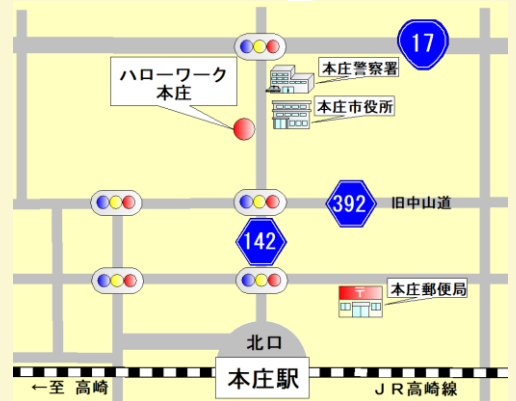 17
本庄警察署
ハローワーク
本庄
本庄市役所
392
旧中山道
142
〒
本庄郵便局
北口
本庄駅
←至 高崎
JR高崎線